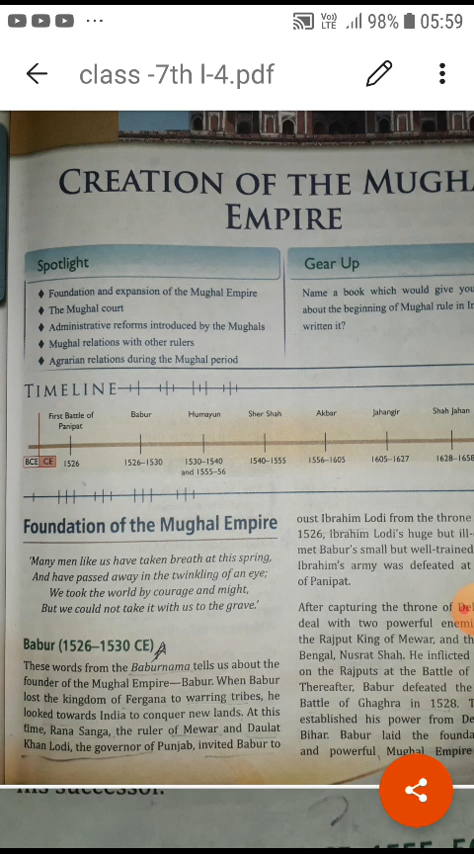 Vo))
LTE
98%
05:59
class -7th l-4.pdf
CREATION OF THE MUGH
EMPIRE
Spotlight
♦ Foundation and expansion of the Mughal Empire
♦ The Mughal court
♦ Administrative reforms introduced by the Mughals
♦ Mughal relations with other rulers
♦ Agrarian relations during the Mughal period
Gear Up
Name a book which would give you
about the beginning of Mughal rule in In
written it?
TIMELINE
First Battle of
Panipat
Babur
Humayun
Sher Shah
Akbar
Jahangir
Shah Jahan
BCE CE
1526
1526–1530
1530–1540
and 1555–56
1540–1555
1556–1605
1605–1627
1628–1658
Foundation of the Mughal Empire
'Many men like us have taken breath at this spring,
And have passed away in the twinkling of an eye;
We took the world by courage and might,
But we could not take it with us to the grave.'
Babur (1526–1530 CE)
These words from the Baburnama tells us about the
founder of the Mughal Empire—Babur. When Babur
lost the kingdom of Fergana to warring tribes, he
looked towards India to conquer new lands. At this
time, Rana Sanga, the ruler of Mewar and Daulat
Khan Lodi, the governor of Punjab, invited Babur to
oust Ibrahim Lodi from the throne
1526, Ibrahim Lodi's huge but ill-
met Babur's small but well-trained
Ibrahim's army was defeated at
of Panipat.
After capturing the throne of Del
deal with two powerful enemi
the Rajput King of Mewar, and th
Bengal, Nusrat Shah. He inflicted
on the Rajputs at the Battle of
Thereafter, Babur defeated the
Battle of Ghaghra in 1528. T
established his power from De
Bihar. Babur laid the founda
and powerful Mughal Empire
his successor.